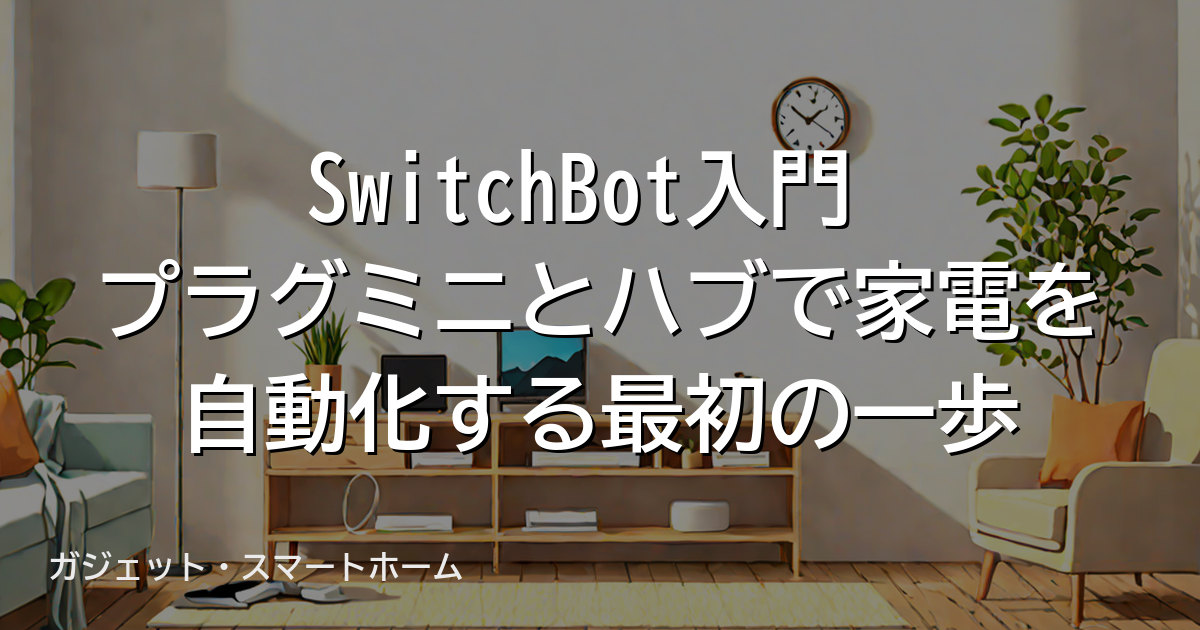 SwitchBot入門
プラグミニとハブで家電を
自動化する最初の一歩
ガジェット・スマートホーム